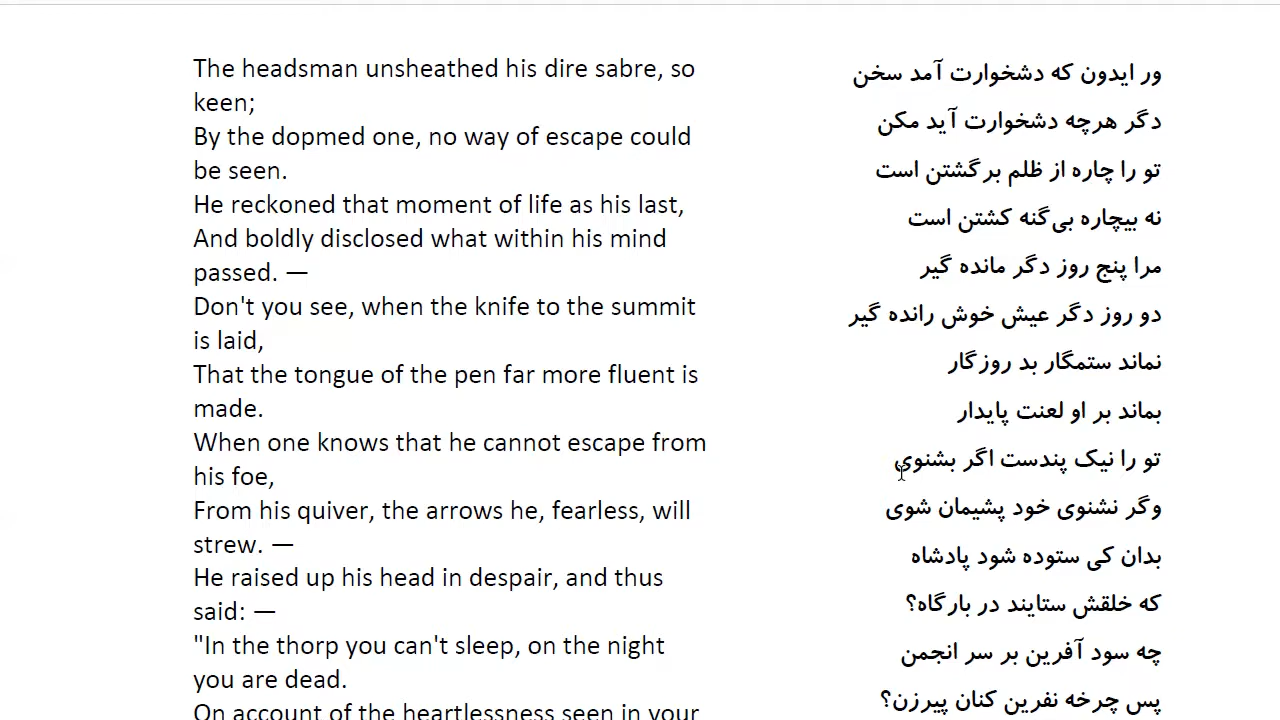 The headsman unsheathed his dire sabre, so
keen;
By the dopmed one, no way of escape could
be seen.
He reckoned that moment of life as his last,
And boldly disclosed what within his mind
passed. —
Don't you see, when the knife to the summit
is laid,
That the tongue of the pen far more fluent is
made.
When one knows that he cannot escape from
his foe,
From his quiver, the arrows he, fearless, will
strew. —
He raised up his head in despair, and thus
said: —
"In the thorp you can't sleep, on the night
you are dead.
On account of the heartlessness seen in your
ور ایدون که دشخوارت آمد سخن
دگر هرچه دشخوارت آید مکن
تو را چاره از ظلم برگشتن است
نه بیچاره بی‌گنه کشتن است
مرا پنج روز دگر مانده گیر
دو روز دگر عیش خوش رانده گیر
نماند ستمگار بد روزگار
بماند بر او لعنت پایدار
تو را نیک پندست اگر بشنوی
وگر نشنوی خود پشیمان شوی
بدان کی ستوده شود پادشاه
که خلقش ستایند در بارگاه؟
چه سود آفرین بر سر انجمن
پس چرخه نفرین کنان پیرزن؟